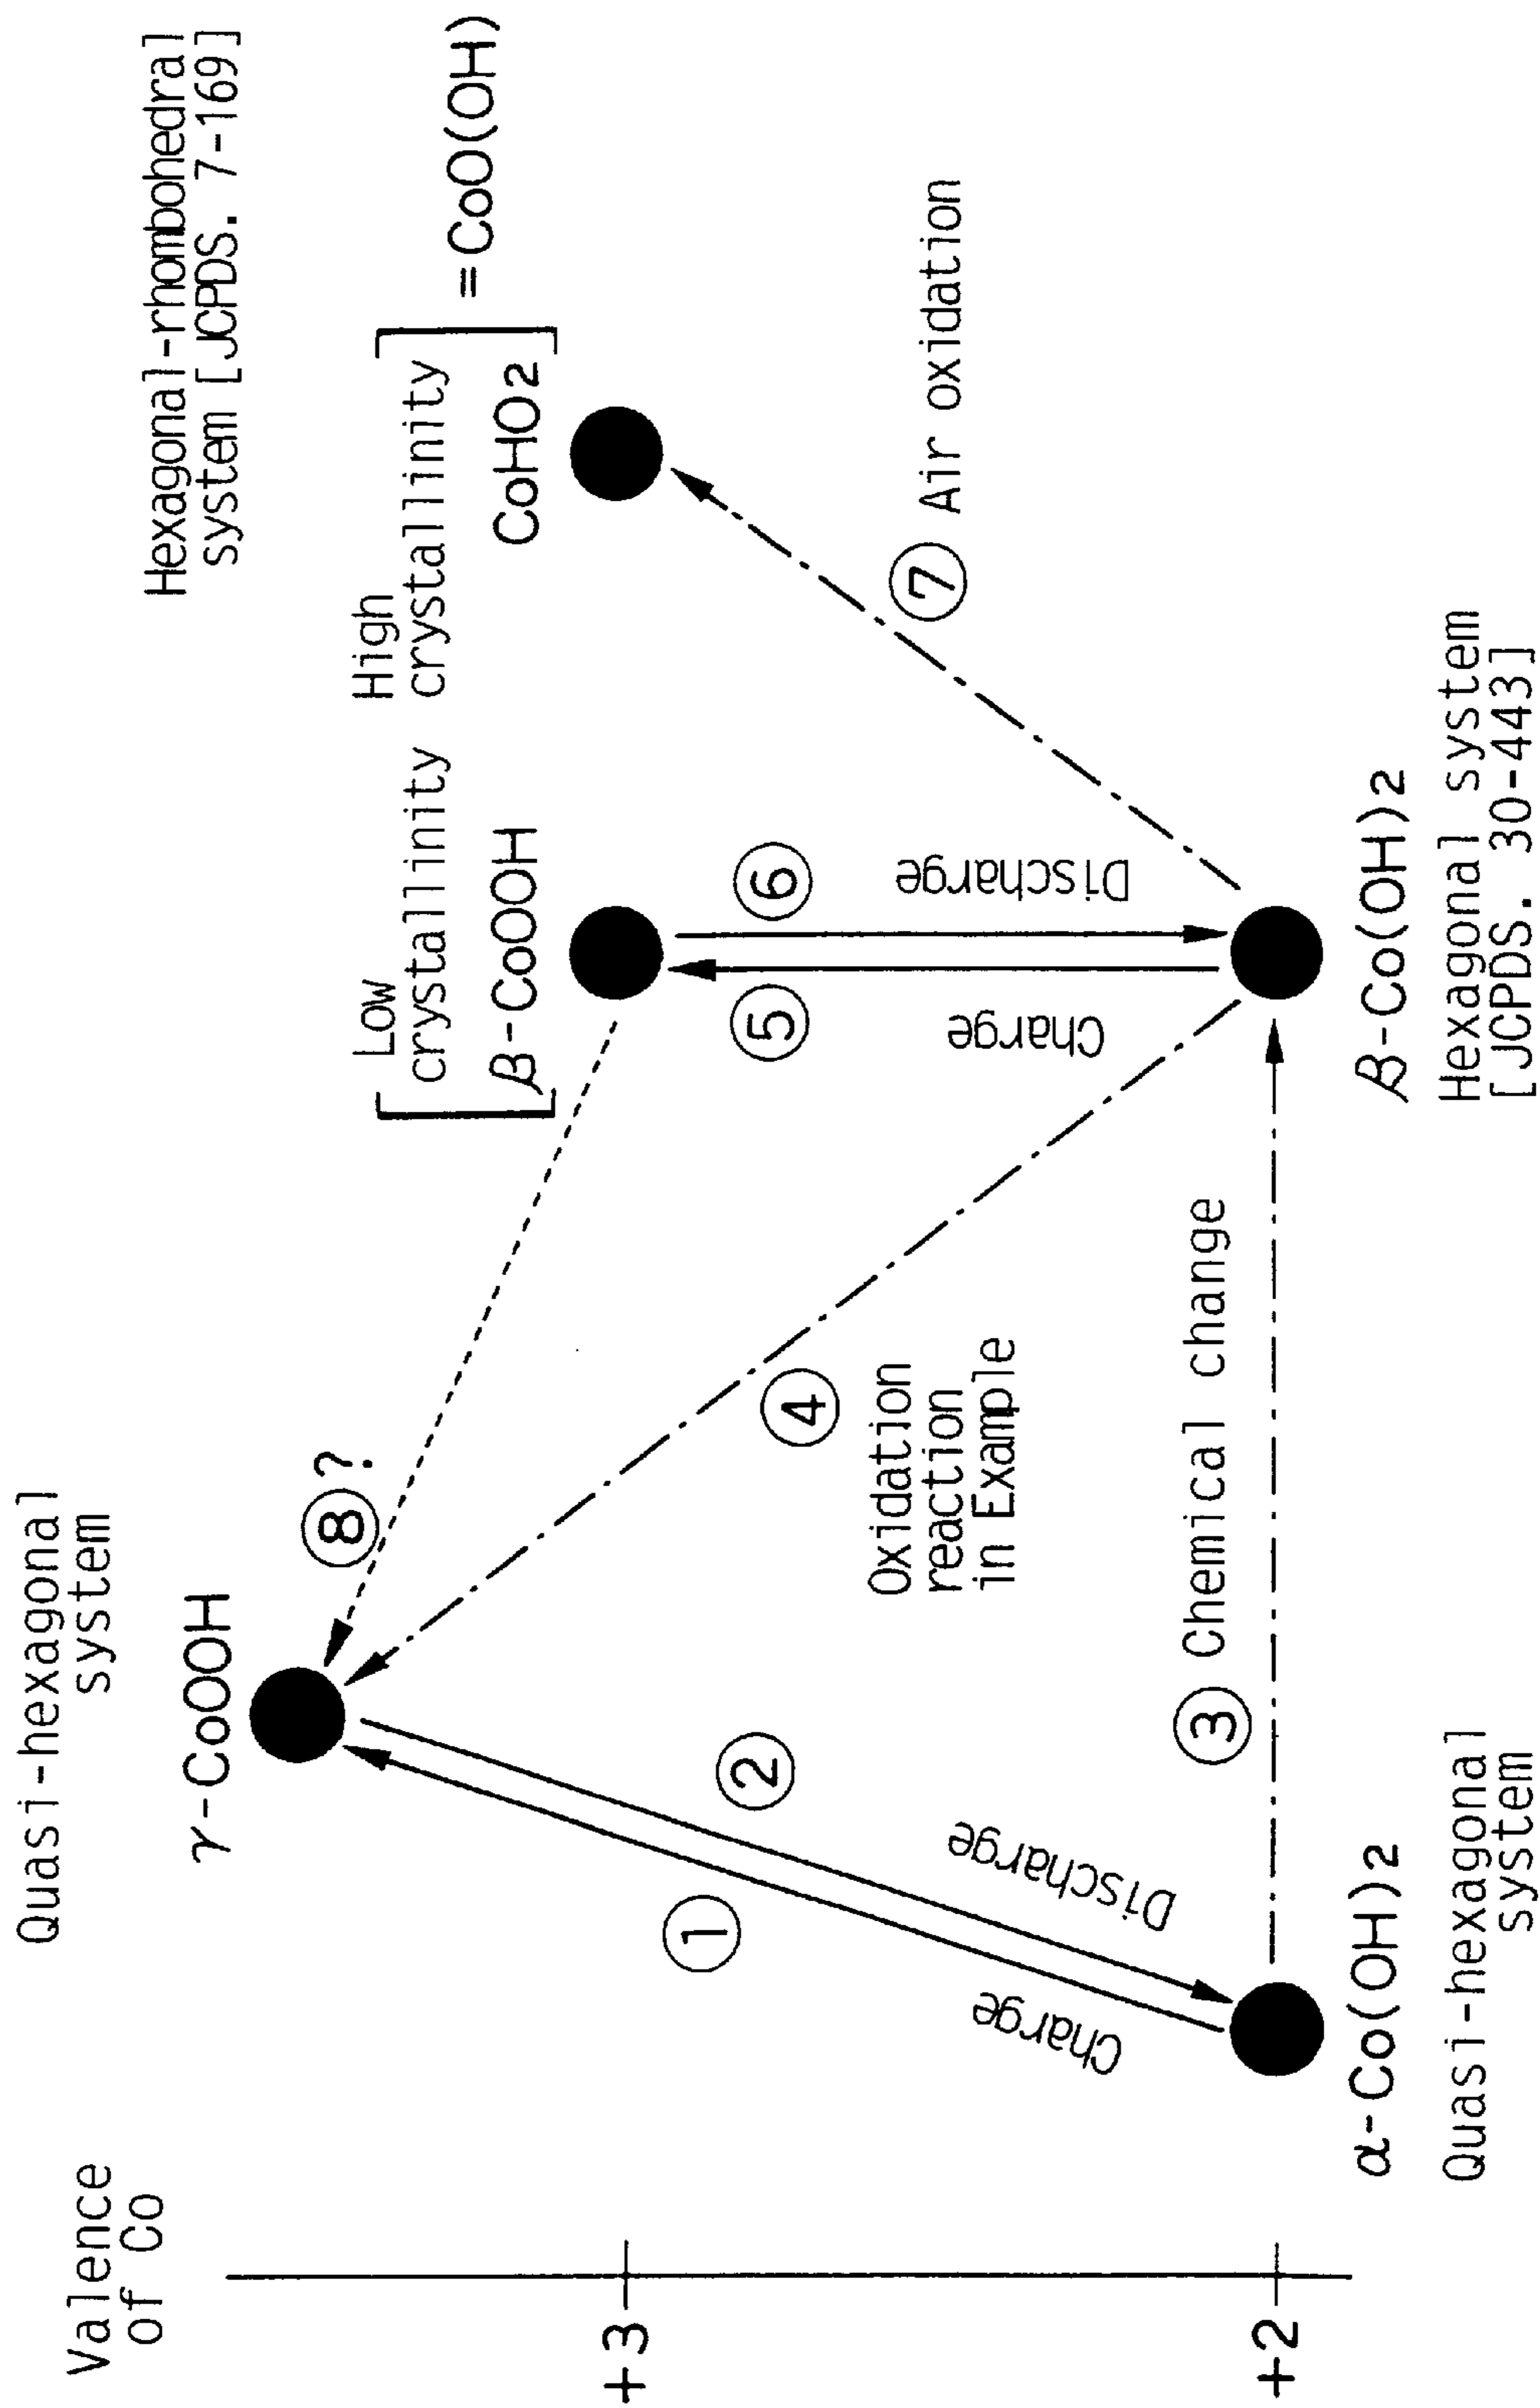 Valence
of Co
+3
+2
Quasi-hexagonal
system
γ-CoOOH
⑧?
Hexagonal-rhombohedral
system [JCPDS. 7-169]
Low
crystallinity
High
crystallinity
β-CoOOH
CoHO2
=CoO(OH)
①
Charge
②
Discharge
④
Oxidation
reaction
in Example
⑤
Charge
⑥
Discharge
⑦ Air oxidation
③ Chemical change
α-Co(OH)2
Quasi-hexagonal
system
β-Co(OH)2
Hexagonal system
[JCPDS. 30-443]